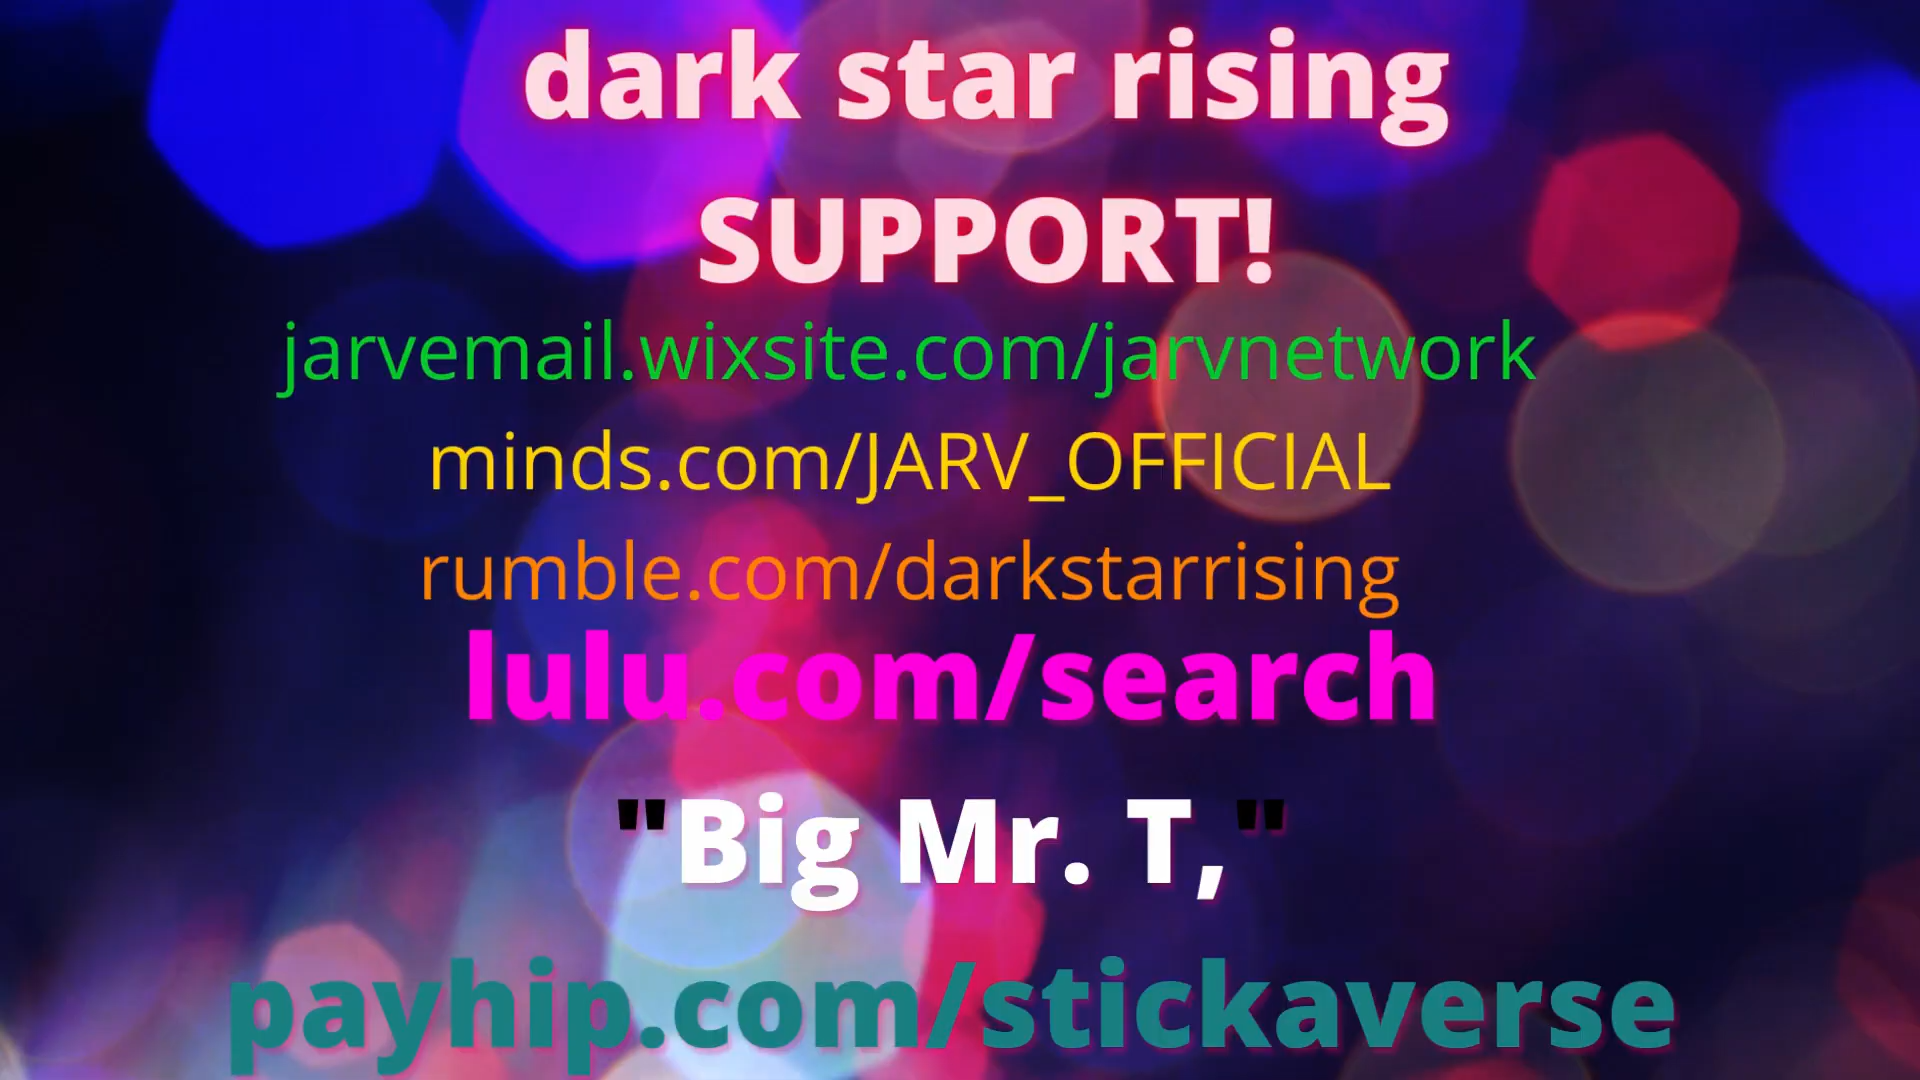 dark star rising
SUPPORT!
jarvemail.wixsite.com/jarvnetwork
minds.com/JARV_OFFICIAL
rumble.com/darkstarrising
lulu.com/search
"Big Mr. T,"
payhip.com/stickaverse